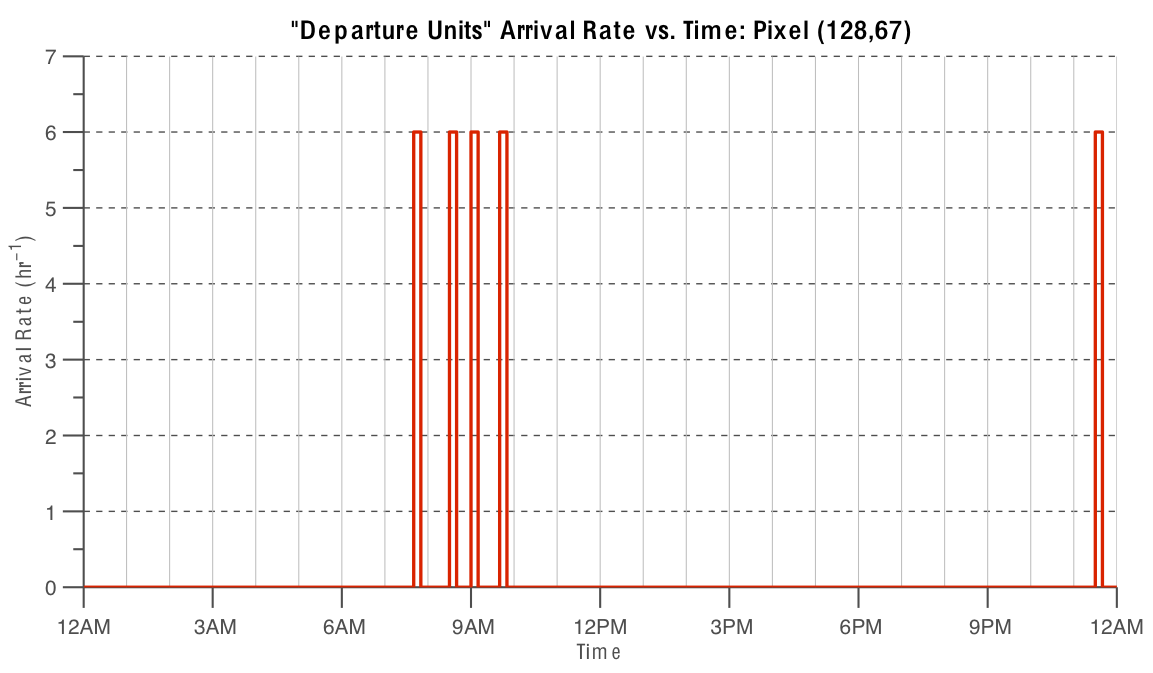 "Departure Units" Arrival Rate vs. Time: Pixel (128,67)
7
6
5
4
3
2
1
0
Arrival Rate (hr⁻¹)
12AM 3AM 6AM 9AM 12PM 3PM 6PM 9PM 12AM
Time